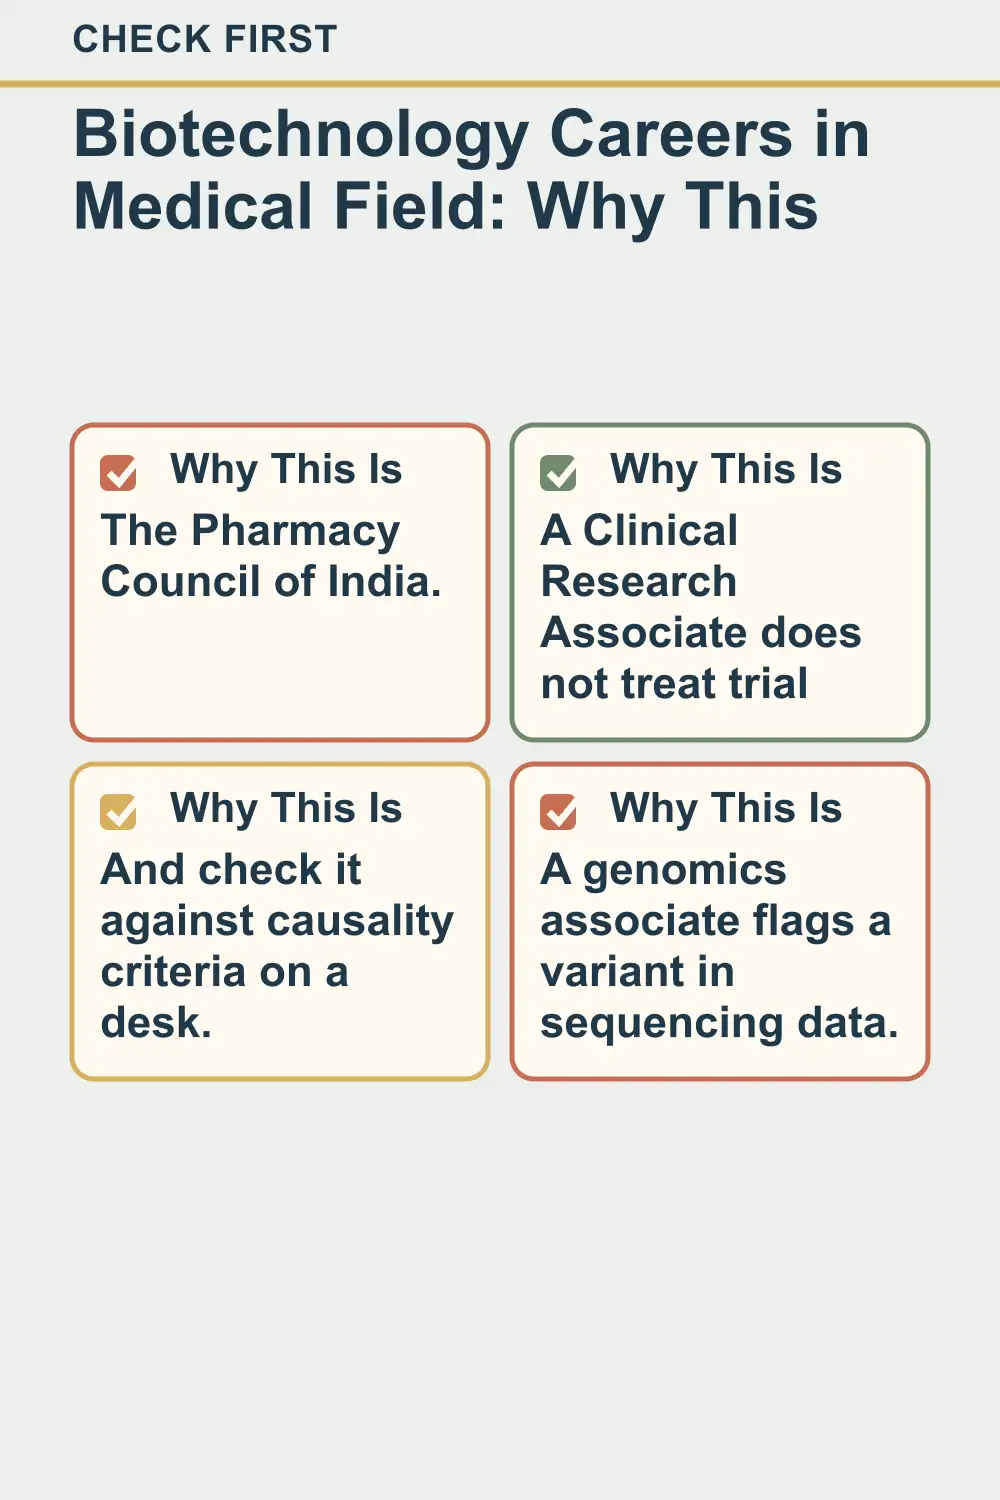 CHECK FIRST
Biotechnology Careers in
Medical Field: Why This
Why This Is
The Pharmacy
Council of India.
Why This Is
A Clinical
Research
Associate does
not treat trial
Why This Is
And check it
against causality
criteria on a
desk.
Why This Is
A genomics
associate flags a
variant in
sequencing data.